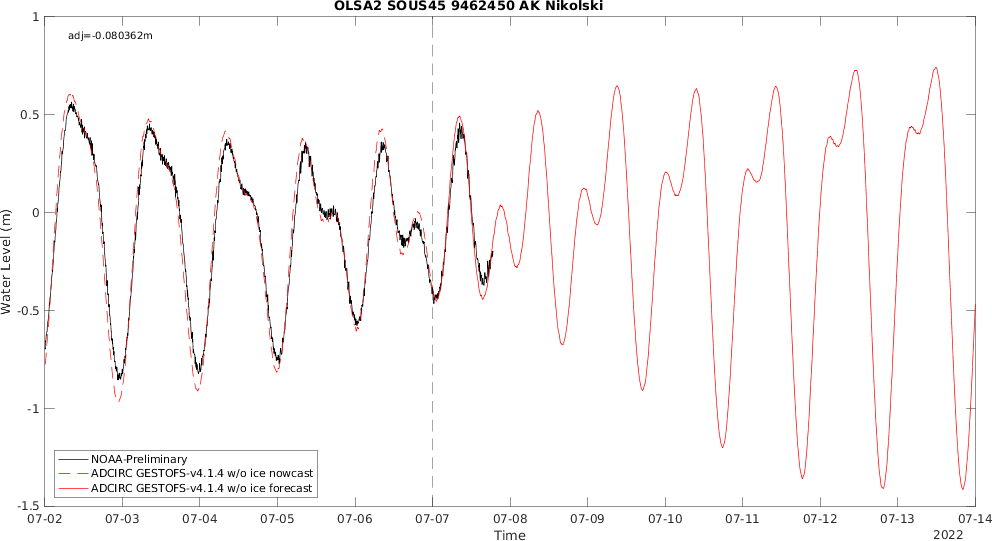 OLSA2 SOUS45 9462450 AK Nikolski
adj=-0.080362m
1
0.5
0
-0.5
-1
-1.5
Water Level (m)
NOAA-Preliminary
ADCIRC GESTOFS-v4.1.4 w/o ice nowcast
ADCIRC GESTOFS-v4.1.4 w/o ice forecast
07-02 07-03 07-04 07-05 07-06 07-07 07-08 07-09 07-10 07-11 07-12 07-13 07-14
Time
2022